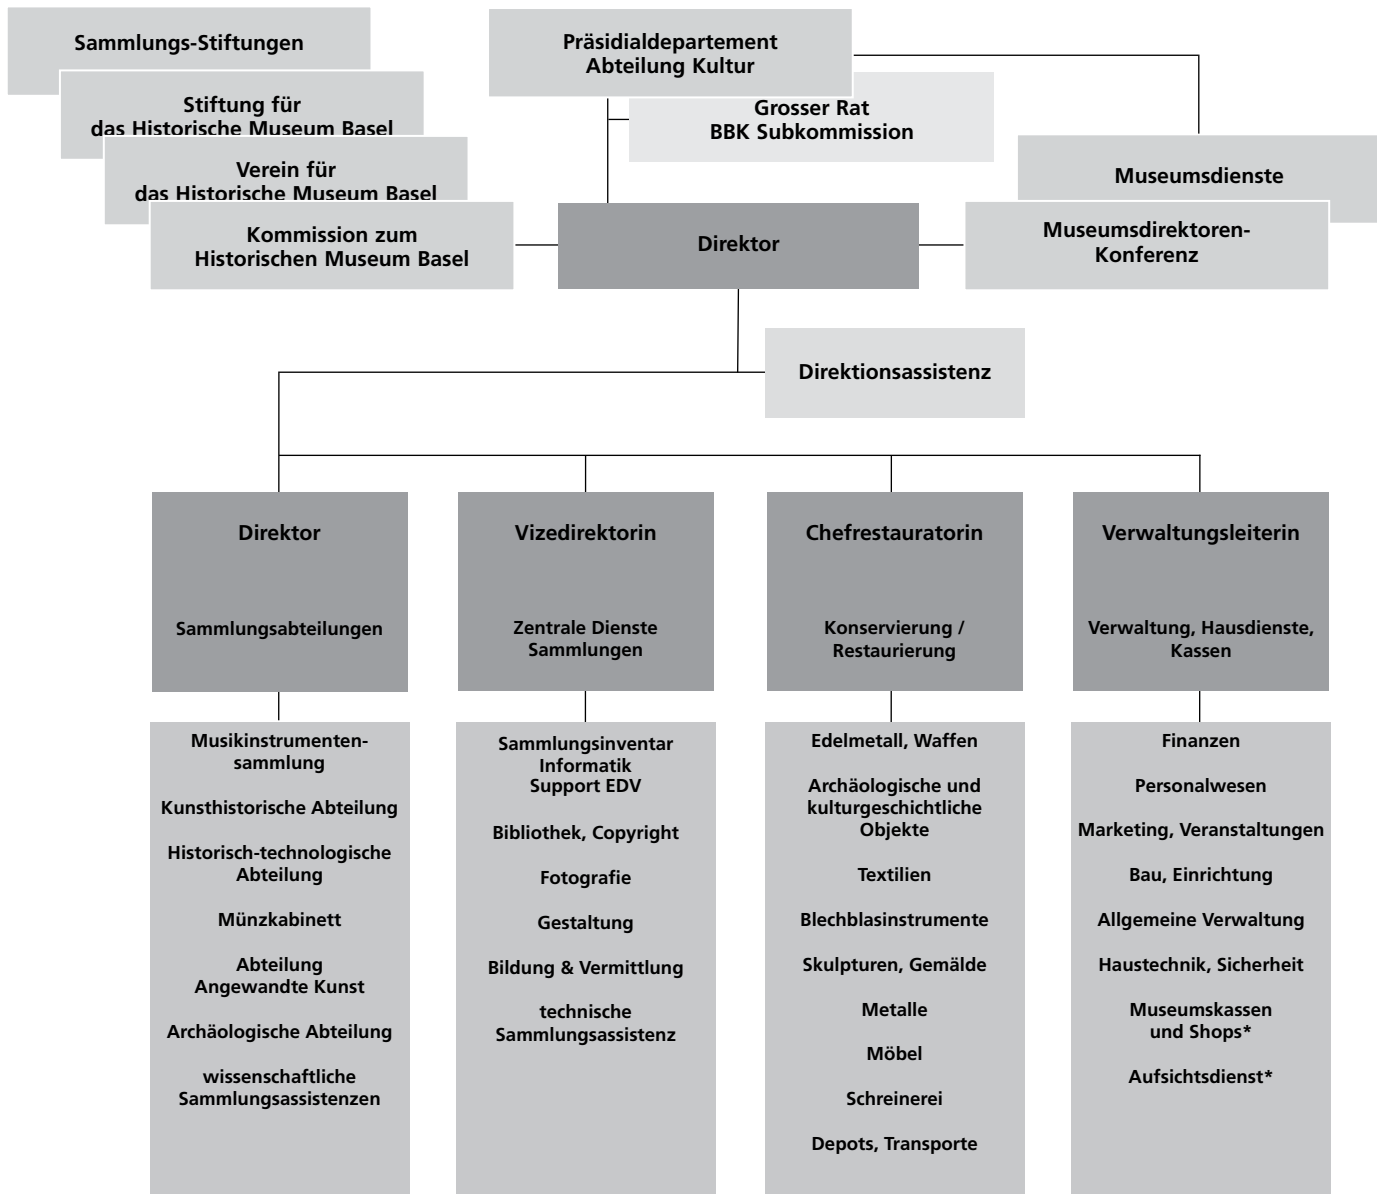 Sammlungs-Stiftungen
Stiftung für
das Historische Museum Basel
Verein für
das Historische Museum Basel
Kommission zum
Historischen Museum Basel
Präsidialdepartement
Abteilung Kultur
Grosser Rat
BBK Subkommission
Museumsdienste
Museumsdirektoren-
Konferenz
Direktor
Direktionsassistenz
Direktor
Sammlungsabteilungen
Musikinstrumenten-
sammlung
Kunsthistorische Abteilung
Historisch-technologische
Abteilung
Münzkabinett
Abteilung
Angewandte Kunst
Archäologische Abteilung
wissenschaftliche
Sammlungsassistenzen
Vizedirektorin
Zentrale Dienste
Sammlungen
Sammlungsinventar
Informatik
Support EDV
Bibliothek, Copyright
Fotografie
Gestaltung
Bildung & Vermittlung
technische
Sammlungsassistenz
Chefrestauratorin
Konservierung /
Restaurierung
Edelmetall, Waffen
Archäologische und
kulturgeschichtliche
Objekte
Textilien
Blechblasinstrumente
Skulpturen, Gemälde
Metalle
Möbel
Schreinerei
Depots, Transporte
Verwaltungsleiterin
Verwaltung, Hausdienste,
Kassen
Finanzen
Personalwesen
Marketing, Veranstaltungen
Bau, Einrichtung
Allgemeine Verwaltung
Haustechnik, Sicherheit
Museumskassen
und Shops*
Aufsichtsdienst*